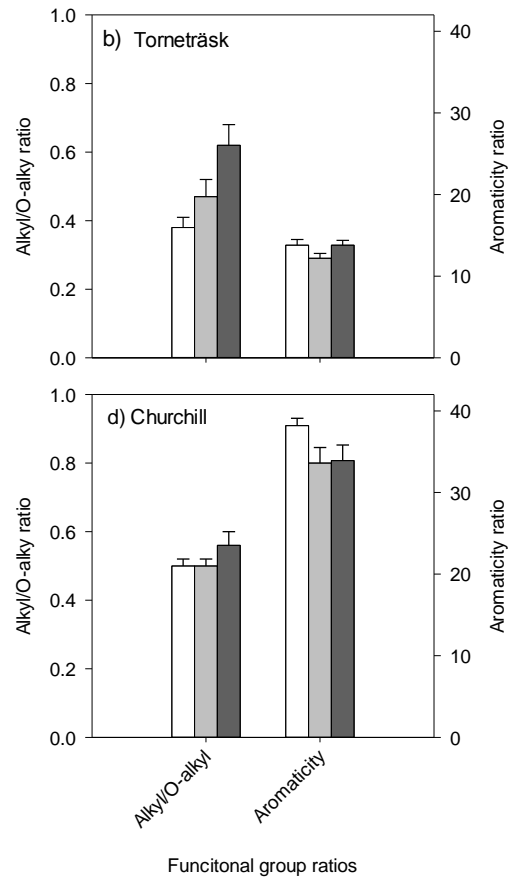 b) Torneträsk
Alkyl/O-alky ratio
1.0
0.8
0.6
0.4
0.2
0.0
Aromaticity ratio
40
30
20
10
0
d) Churchill
Alkyl/O-alky ratio
1.0
0.8
0.6
0.4
0.2
0.0
Aromaticity ratio
40
30
20
10
0
Alkyl/O-alkyl
Aromaticity
Funcitonal group ratios